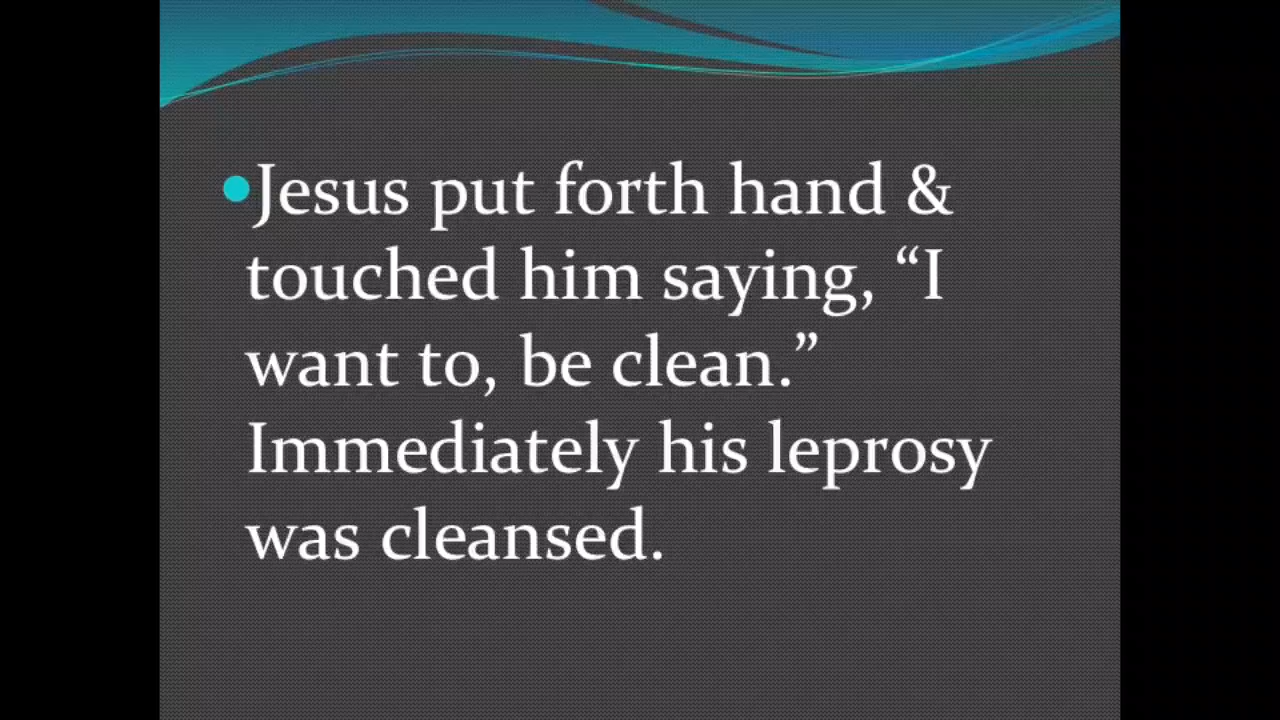 •Jesus put forth hand &
touched him saying, “I
want to, be clean.”
Immediately his leprosy
was cleansed.